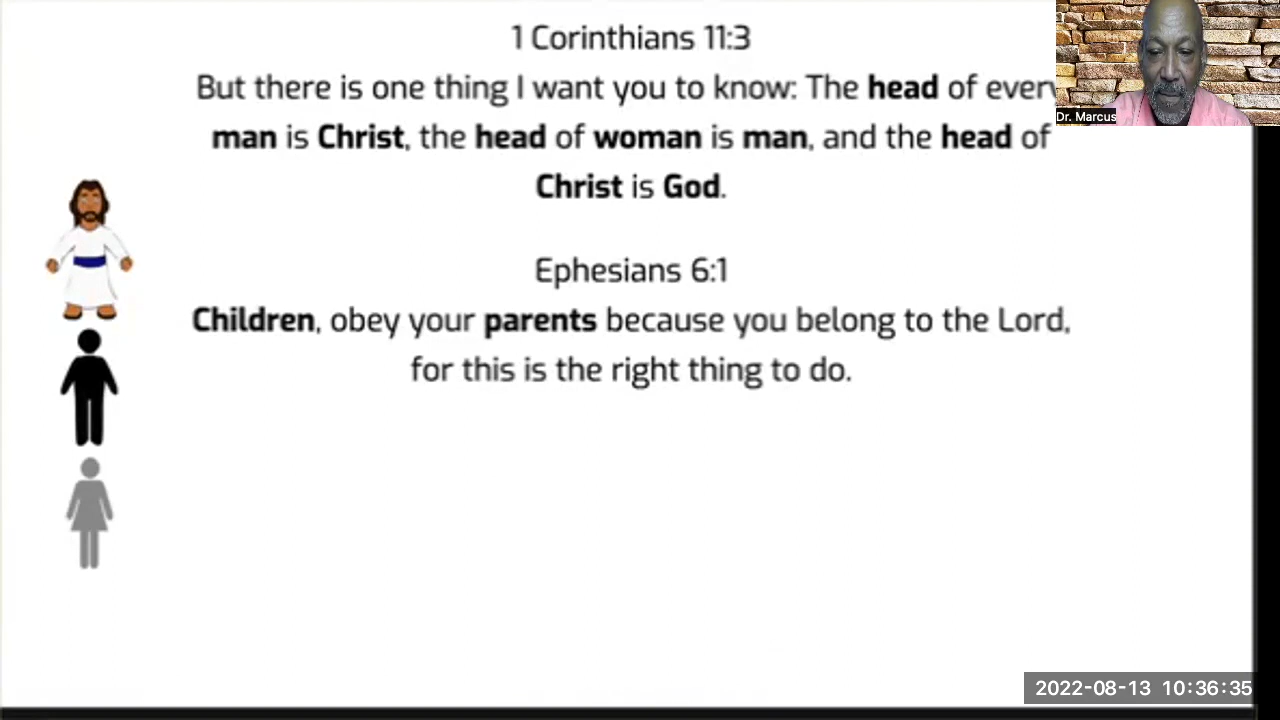 1 Corinthians 11:3
But there is one thing I want you to know: The head of every
man is Christ, the head of woman is man, and the head of
Christ is God.
Ephesians 6:1
Children, obey your parents because you belong to the Lord,
for this is the right thing to do.
Dr. Marcus
2022-08-13 10:36:35